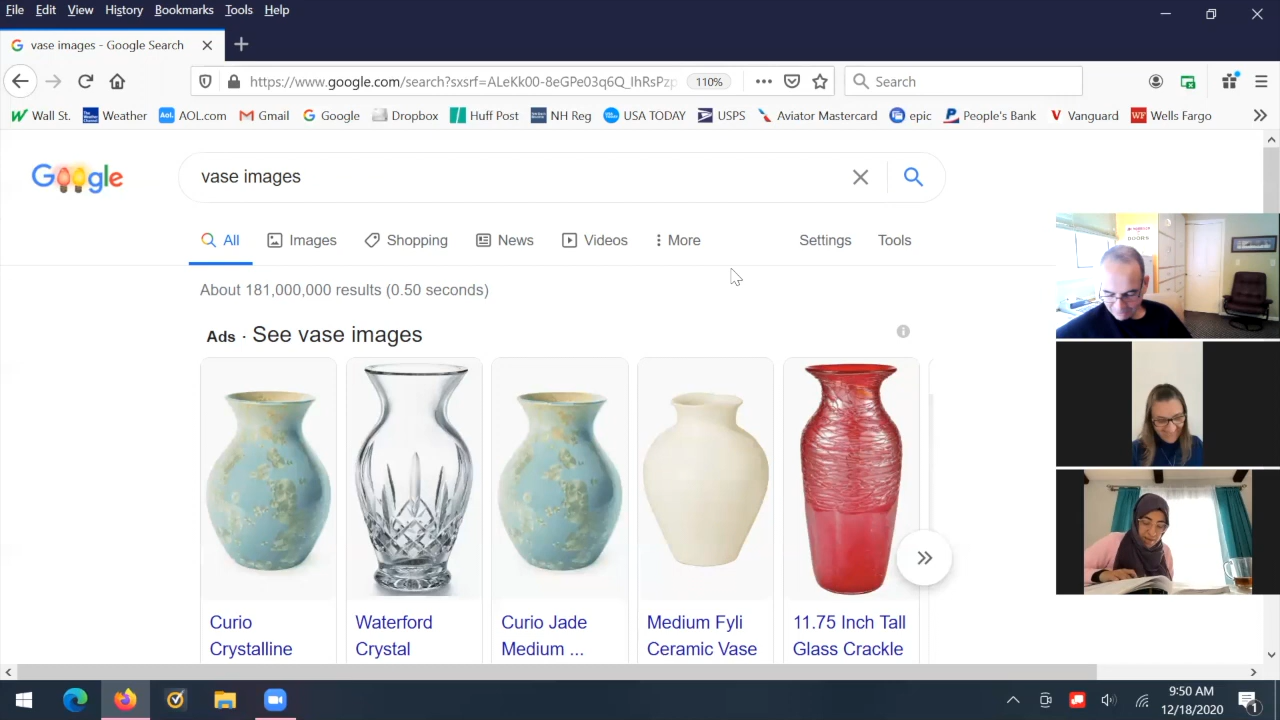 File Edit View History Bookmarks Tools Help
vase images - Google Search
https://www.google.com/search?sxsrf=ALeKk00-8eGPe03q6Q_IhRsPzp 110% Search
Wall St. Weather Aol. AOL.com Gmail Google Dropbox Huff Post NH Reg USA TODAY USPS Aviator Mastercard epic People's Bank Vanguard WF Wells Fargo
Google vase images
All Images Shopping News Videos More Settings Tools
About 181,000,000 results (0.50 seconds)
Ads · See vase images
DOORS
Curio Waterford Curio Jade Medium Fyli 11.75 Inch Tall
Crystalline Crystal Medium ... Ceramic Vase Glass Crackle
9:50 AM
12/18/2020
1